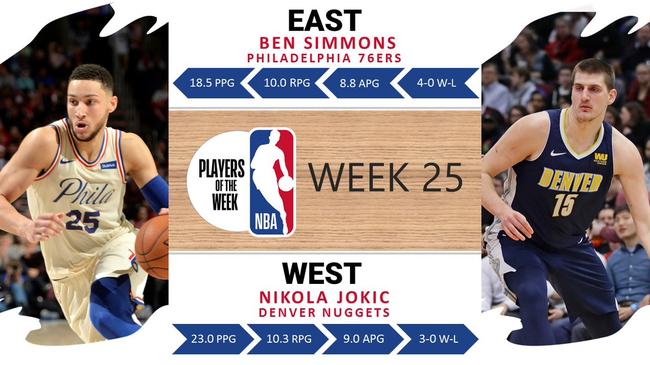 EAST
BEN SIMMONS
PHILADELPHIA 76ERS
18.5 PPG 10.0 RPG 8.8 APG 4-0 W-L
PLAYERS
OF THE
WEEK
NBA
WEEK 25
WEST
NIKOLA JOKIC
DENVER NUGGETS
23.0 PPG 10.3 RPG 9.0 APG 3-0 W-L
Phila
25
WU
DENVER
15